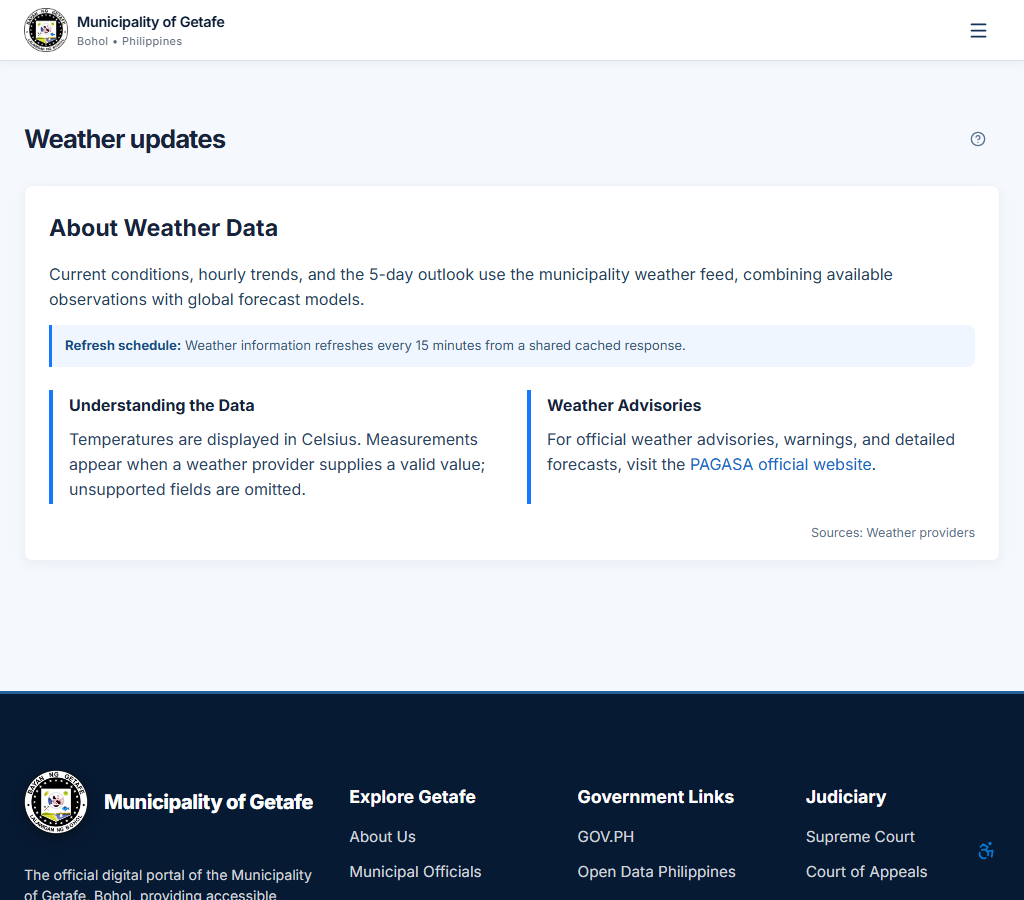 Municipality of Getafe
Bohol • Philippines
Weather updates
About Weather Data
Current conditions, hourly trends, and the 5-day outlook use the municipality weather feed, combining available
observations with global forecast models.
Refresh schedule: Weather information refreshes every 15 minutes from a shared cached response.
Understanding the Data
Temperatures are displayed in Celsius. Measurements
appear when a weather provider supplies a valid value;
unsupported fields are omitted.
Weather Advisories
For official weather advisories, warnings, and detailed
forecasts, visit the PAGASA official website.
Sources: Weather providers
BAYAN NG GETAFE
LALAWIGAN NG BOHOL
Municipality of Getafe
The official digital portal of the Municipality
of Getafe, Bohol, providing accessible
Explore Getafe
About Us
Municipal Officials
Government Links
GOV.PH
Open Data Philippines
Judiciary
Supreme Court
Court of Appeals